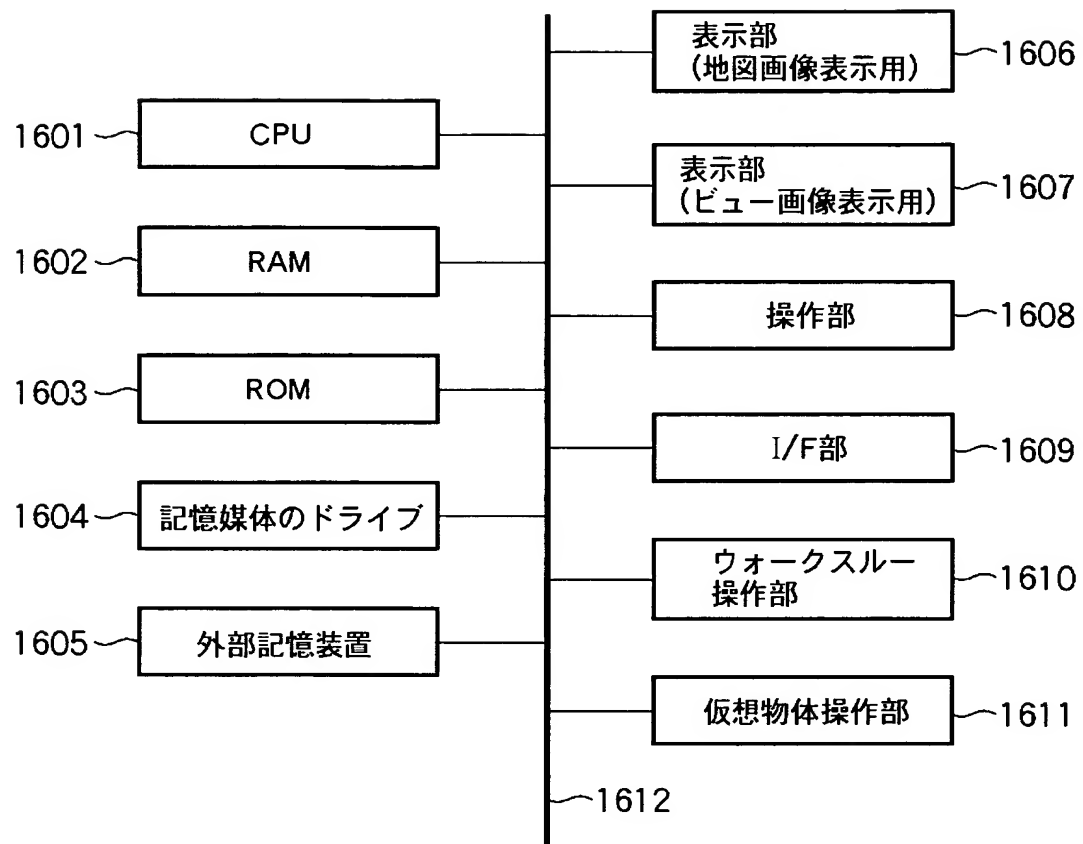 表示部
(地図画像表示用)
1606
1601
CPU
表示部
(ビュー画像表示用)
1607
1602
RAM
操作部
1608
1603
ROM
I/F部
1609
1604
記憶媒体のドライブ
ウォークスルー
操作部
1610
1605
外部記憶装置
仮想物体操作部
1611
1612